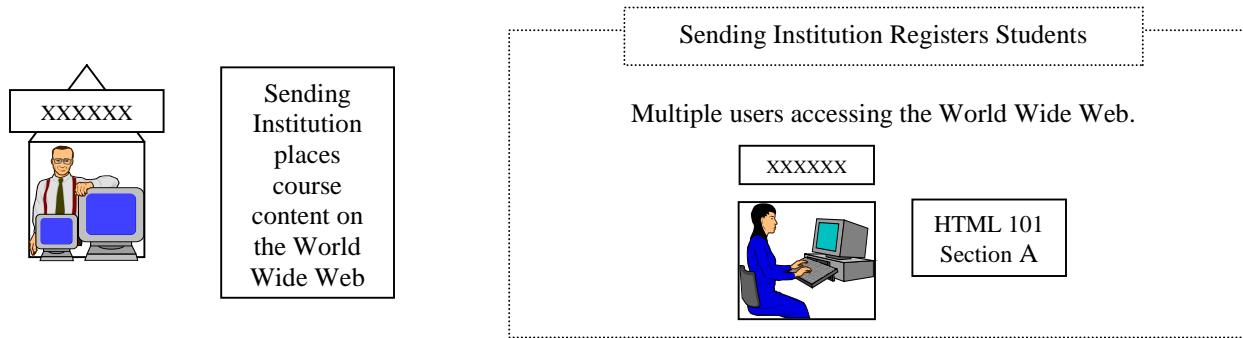 XXXXXX
Sending
Institution
places
course
content on
the World
Wide Web
Sending Institution Registers Students
Multiple users accessing the World Wide Web.
XXXXXX
HTML 101
Section A